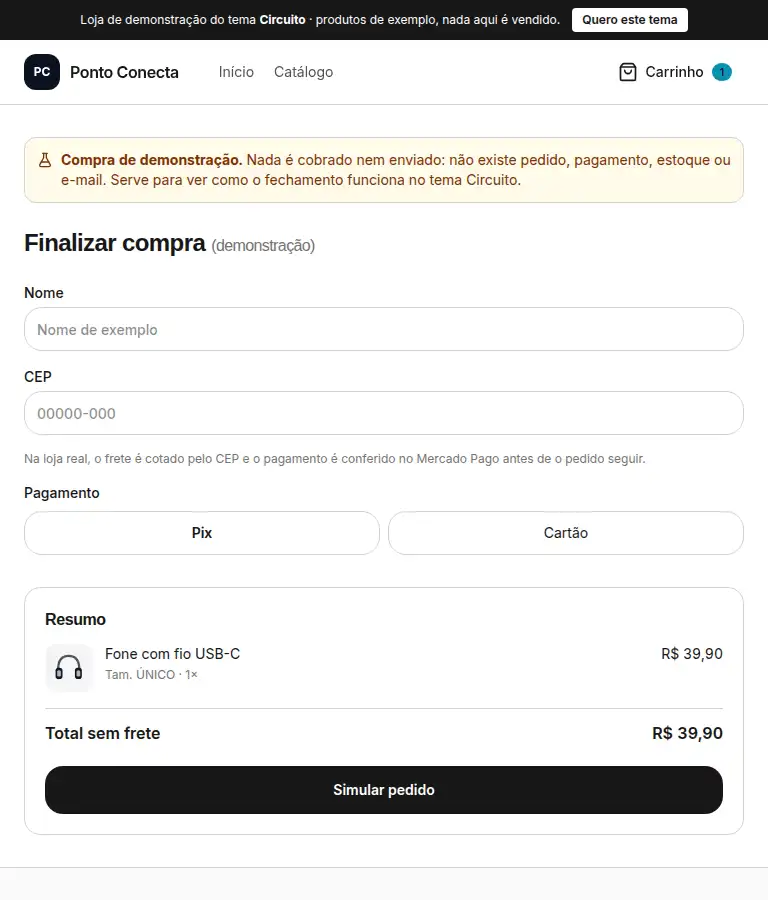 Loja de demonstração do tema Circuito · produtos de exemplo, nada aqui é vendido. Quero este tema
PC Ponto Conecta Início Catálogo Carrinho 1
Compra de demonstração. Nada é cobrado nem enviado: não existe pedido, pagamento, estoque ou
e-mail. Serve para ver como o fechamento funciona no tema Circuito.
Finalizar compra (demonstração)
Nome
Nome de exemplo
CEP
00000-000
Na loja real, o frete é cotado pelo CEP e o pagamento é conferido no Mercado Pago antes de o pedido seguir.
Pagamento
Pix Cartão
Resumo
Fone com fio USB-C R$ 39,90
Tam. ÚNICO · 1×
Total sem frete R$ 39,90
Simular pedido